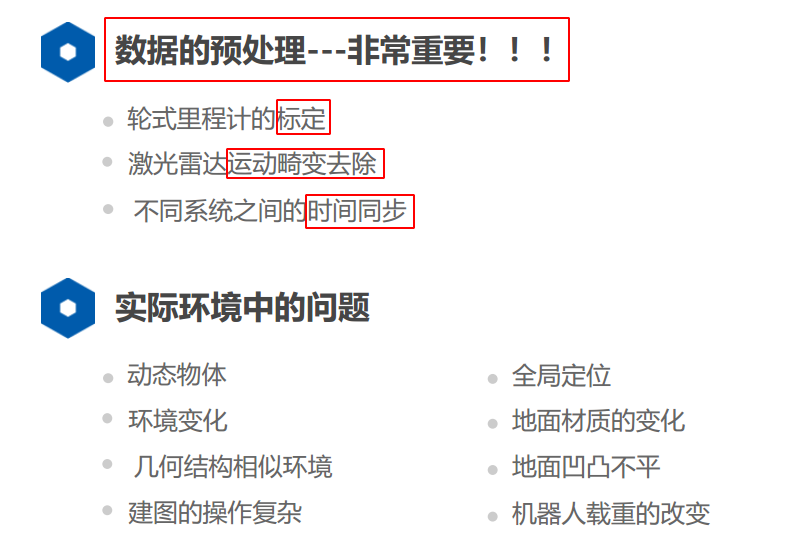 数据的预处理---非常重要！！！
轮式里程计的标定
激光雷达运动畸变去除
不同系统之间的时间同步
实际环境中的问题
动态物体
环境变化
几何结构相似环境
建图的操作复杂
全局定位
地面材质的变化
地面凹凸不平
机器人载重的改变